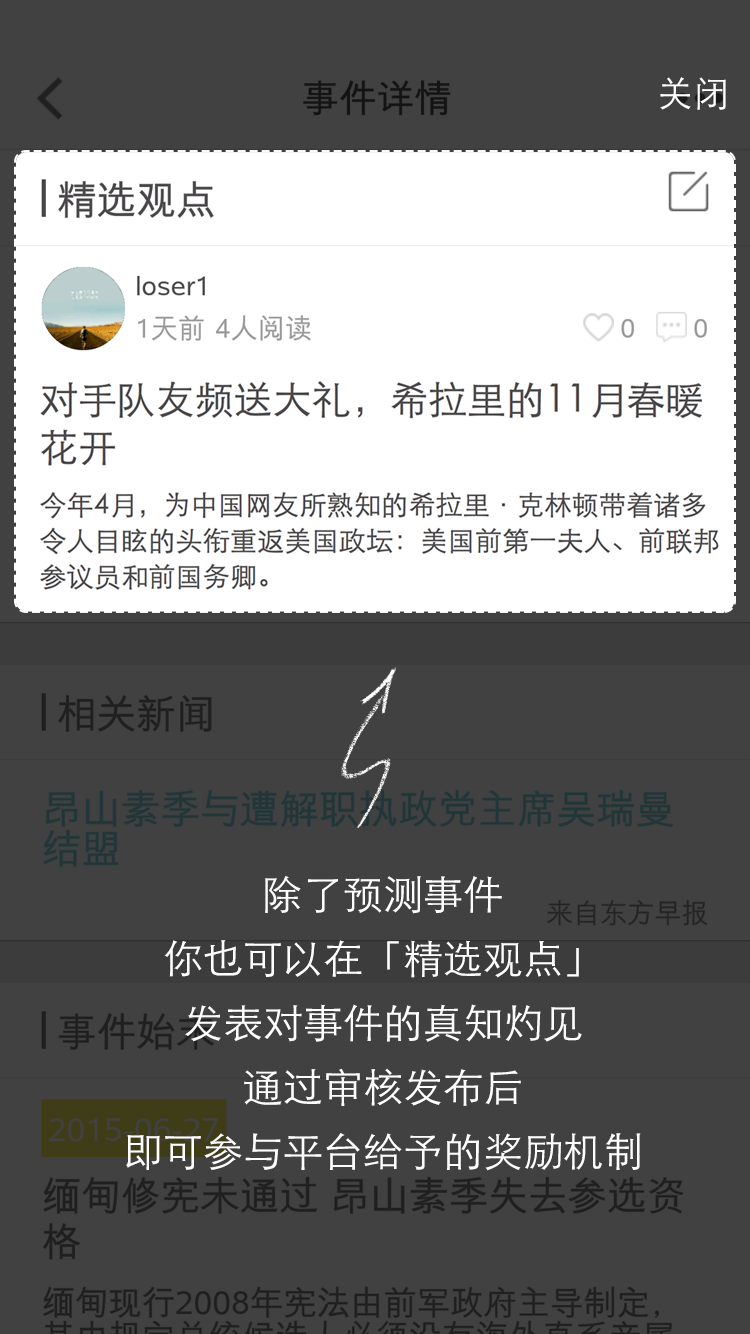 事件详情
关闭
精选观点
loser1
1天前 4人阅读
0
0
对手队友频送大礼，希拉里的11月春暖
花开
今年4月，为中国网友所熟知的希拉里·克林顿带着诸多
令人目眩的头衔重返美国政坛：美国前第一夫人、前联邦
参议员和前国务卿。
相关新闻
昂山素季与遭解职执政党主席吴瑞曼
结盟
除了预测事件
来自东方早报
你也可以在「精选观点」
发表对事件的真知灼见
事件始末
通过审核发布后
2015-06-27
即可参与平台给予的奖励机制
缅甸修宪未通过 昂山素季失去参选资
格
缅甸现行2008年宪法由前军政府主导制定，